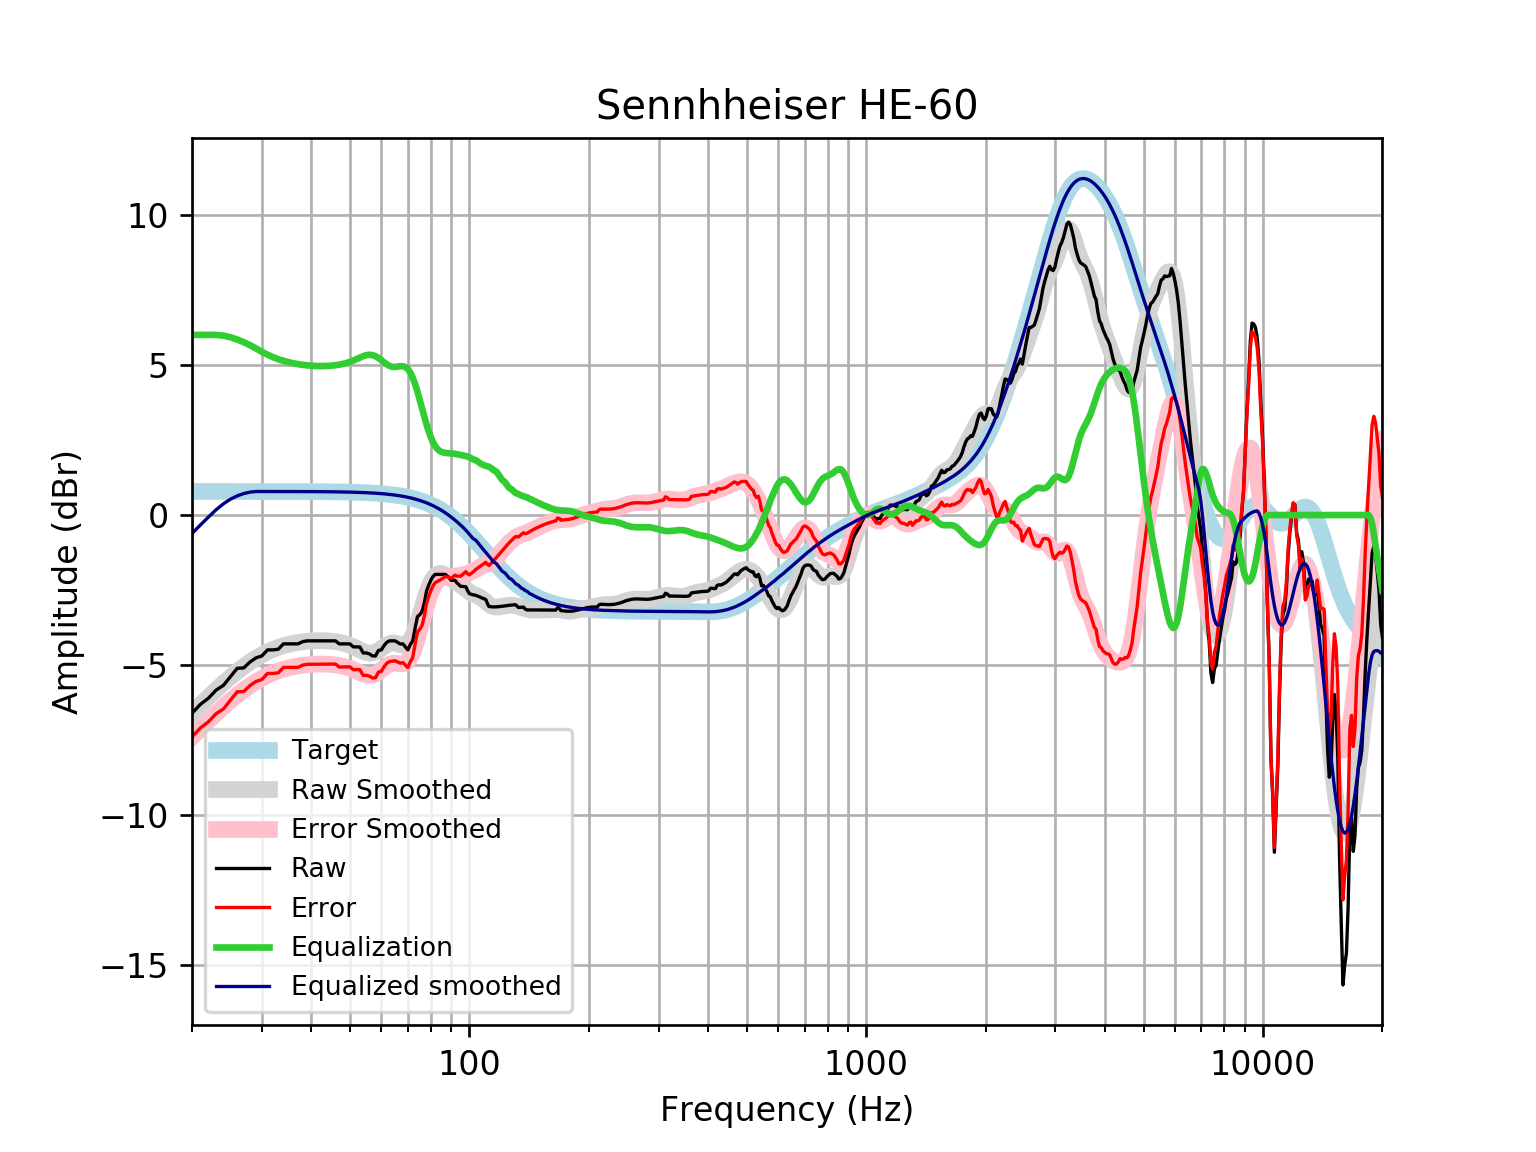 Sennhheiser HE-60
Amplitude (dBr)
10
5
0
−5
−10
−15
Target
Raw Smoothed
Error Smoothed
Raw
Error
Equalization
Equalized smoothed
100
1000
10000
Frequency (Hz)